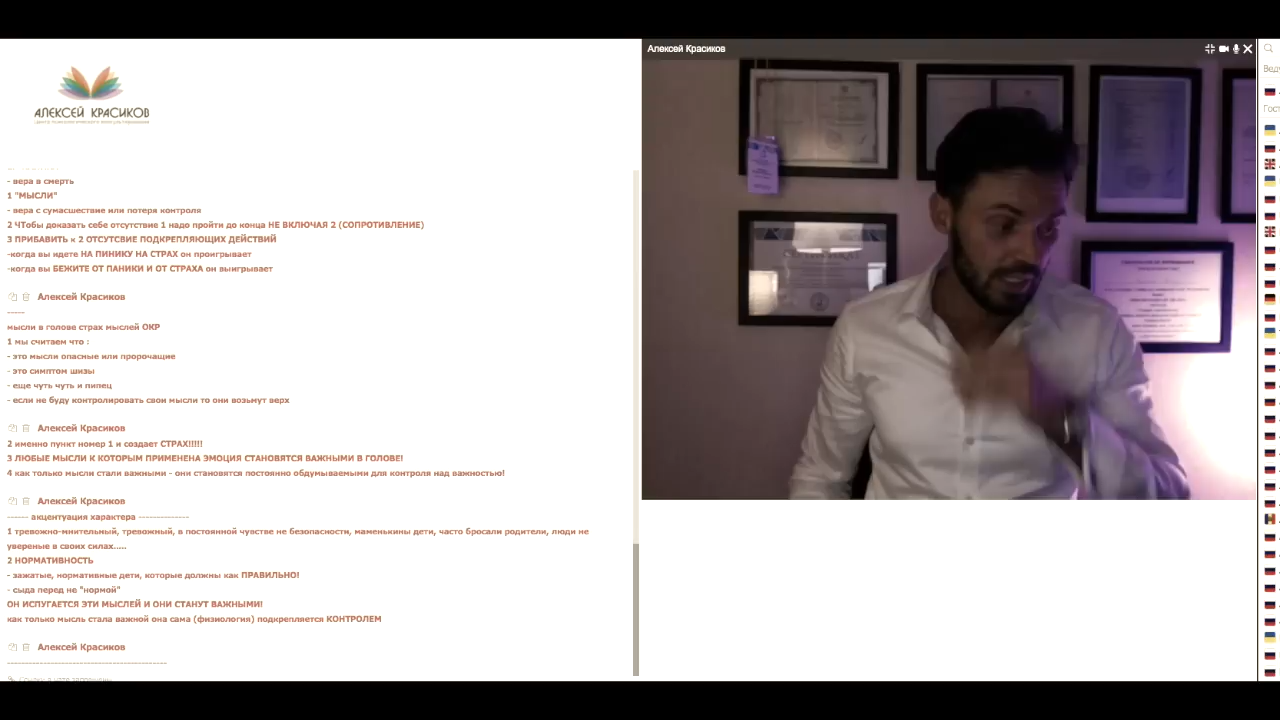 АЛЕКСЕЙ КРАСИКОВ
- вера в смерть
1 "МЫСЛИ"
- вера с сумасшествие или потеря контроля
2 ЧТобы доказать себе отсутствие 1 надо пройти до конца НЕ ВКЛЮЧАЯ 2 (СОПРОТИВЛЕНИЕ)
3 ПРИБАВИТЬ к 2 ОТСУТСВИЕ ПОДКРЕПЛЯЮЩИХ ДЕЙСТВИЙ
-когда вы идете НА ПИНИКУ НА СТРАХ он проигрывает
-когда вы БЕЖИТЕ ОТ ПАНИКИ И ОТ СТРАХА он выигрывает
Алексей Красиков
-----
мысли в голове страх мыслей ОКР
1 мы считаем что :
- это мысли опасные или пророчащие
- это симптом шизы
- еще чуть чуть и пипец
- если не буду контролировать свои мысли то они возьмут верх
Алексей Красиков
2 именно пункт номер 1 и создает СТРАХ!!!!!
3 ЛЮБЫЕ МЫСЛИ К КОТОРЫМ ПРИМЕНЕНА ЭМОЦИЯ СТАНОВЯТСЯ ВАЖНЫМИ В ГОЛОВЕ!
4 как только мысли стали важными - они становятся постоянно обдумываемыми для контроля над важностью!
Алексей Красиков
------ акцентуация характера --------------
1 тревожно-мнительный, тревожный, в постоянной чувстве не безопасности, маменькины дети, часто бросали родители, люди не
увереные в своих силах.....
2 НОРМАТИВНОСТЬ
- зажатые, нормативные дети, которые должны как ПРАВИЛЬНО!
- сыда перед не "нормой"
ОН ИСПУГАЕТСЯ ЭТИ МЫСЛЕЙ И ОНИ СТАНУТ ВАЖНЫМИ!
как только мысль стала важной она сама (физиология) подкрепляется КОНТРОЛЕМ
Алексей Красиков
--------------------------------------------
Алексей Красиков